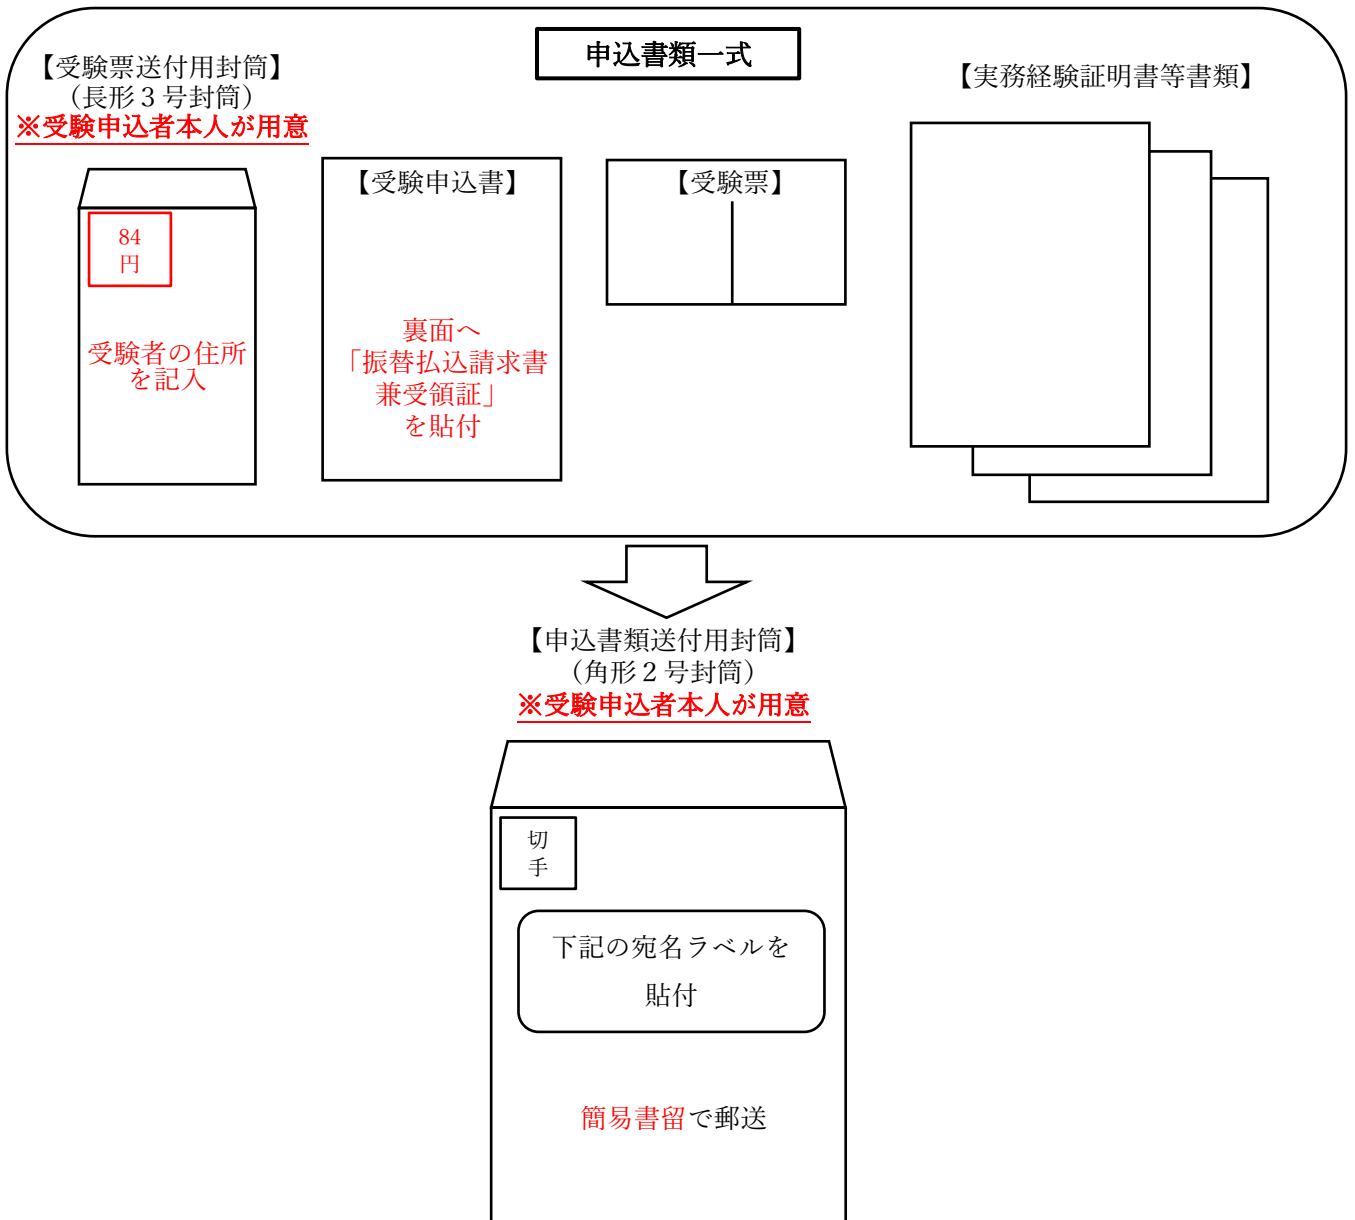 申込書類一式
【受験票送付用封筒】
（長形３号封筒）
※受験申込者本人が用意
84
円
受験者の住所
を記入
【受験申込書】
裏面へ
「振替払込請求書
兼受領証」
を貼付
【受験票】
【実務経験証明書等書類】
【申込書類送付用封筒】
（角形２号封筒）
※受験申込者本人が用意
切
手
下記の宛名ラベルを
貼付
簡易書留で郵送